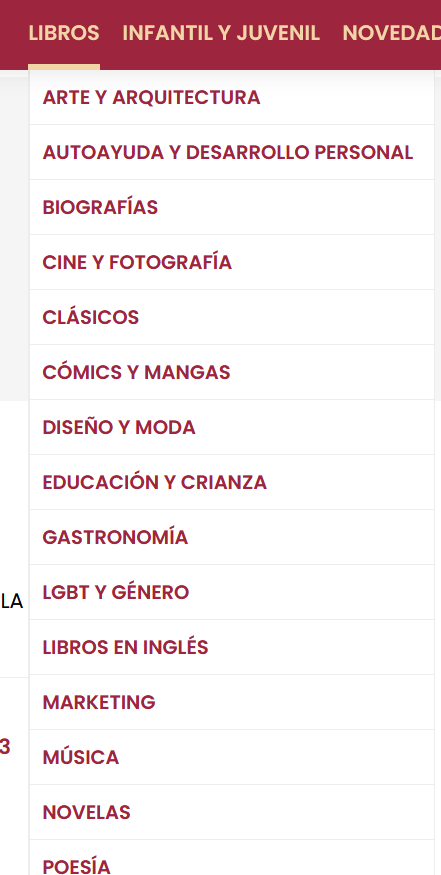 LIBROS INFANTIL Y JUVENIL NOVEDAD
ARTE Y ARQUITECTURA
AUTOAYUDA Y DESARROLLO PERSONAL
BIOGRAFÍAS
CINE Y FOTOGRAFÍA
CLÁSICOS
CÓMICS Y MANGAS
DISEÑO Y MODA
EDUCACIÓN Y CRIANZA
GASTRONOMÍA
LGBT Y GÉNERO
LA
LIBROS EN INGLÉS
MARKETING
3
MÚSICA
NOVELAS
POESÍA